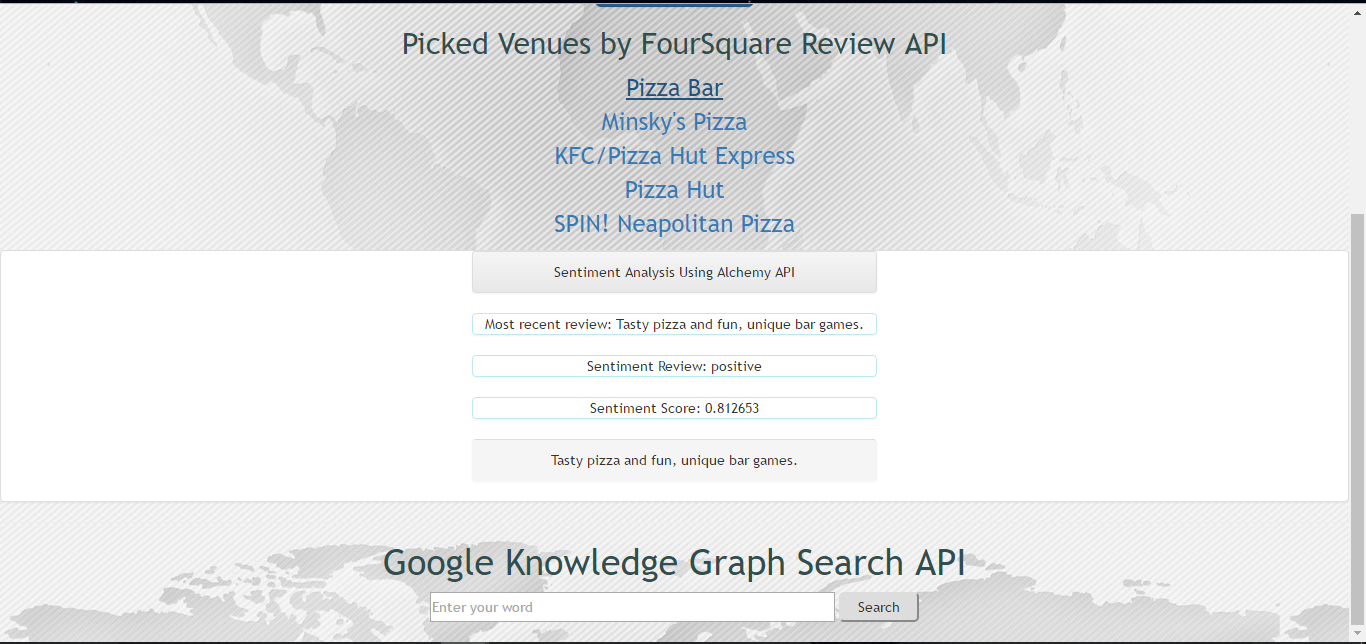 Picked Venues by FourSquare Review API
Pizza Bar
Minsky's Pizza
KFC/Pizza Hut Express
Pizza Hut
SPIN! Neapolitan Pizza
Sentiment Analysis Using Alchemy API
Most recent review: Tasty pizza and fun, unique bar games.
Sentiment Review: positive
Sentiment Score: 0.812653
Tasty pizza and fun, unique bar games.
Google Knowledge Graph Search API
Enter your word
Search